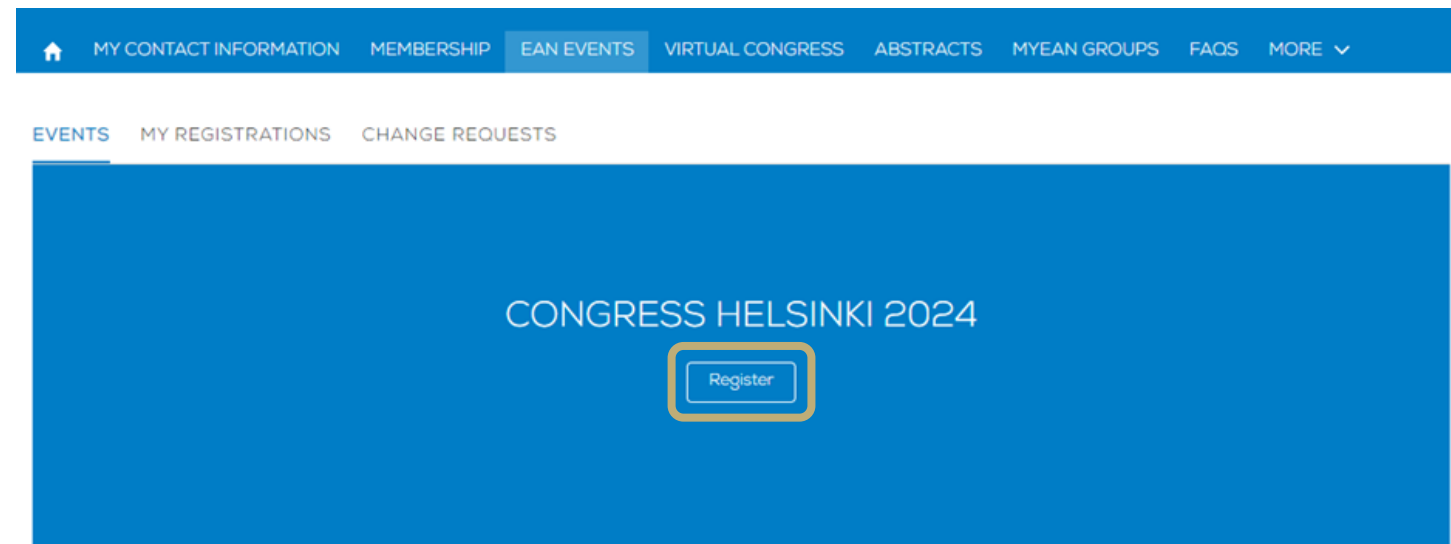 MY CONTACT INFORMATION MEMBERSHIP EAN EVENTS VIRTUAL CONGRESS ABSTRACTS MYEAN GROUPS FAQS MORE
EVENTS MY REGISTRATIONS CHANGE REQUESTS
CONGRESS HELSINKI 2024
Register